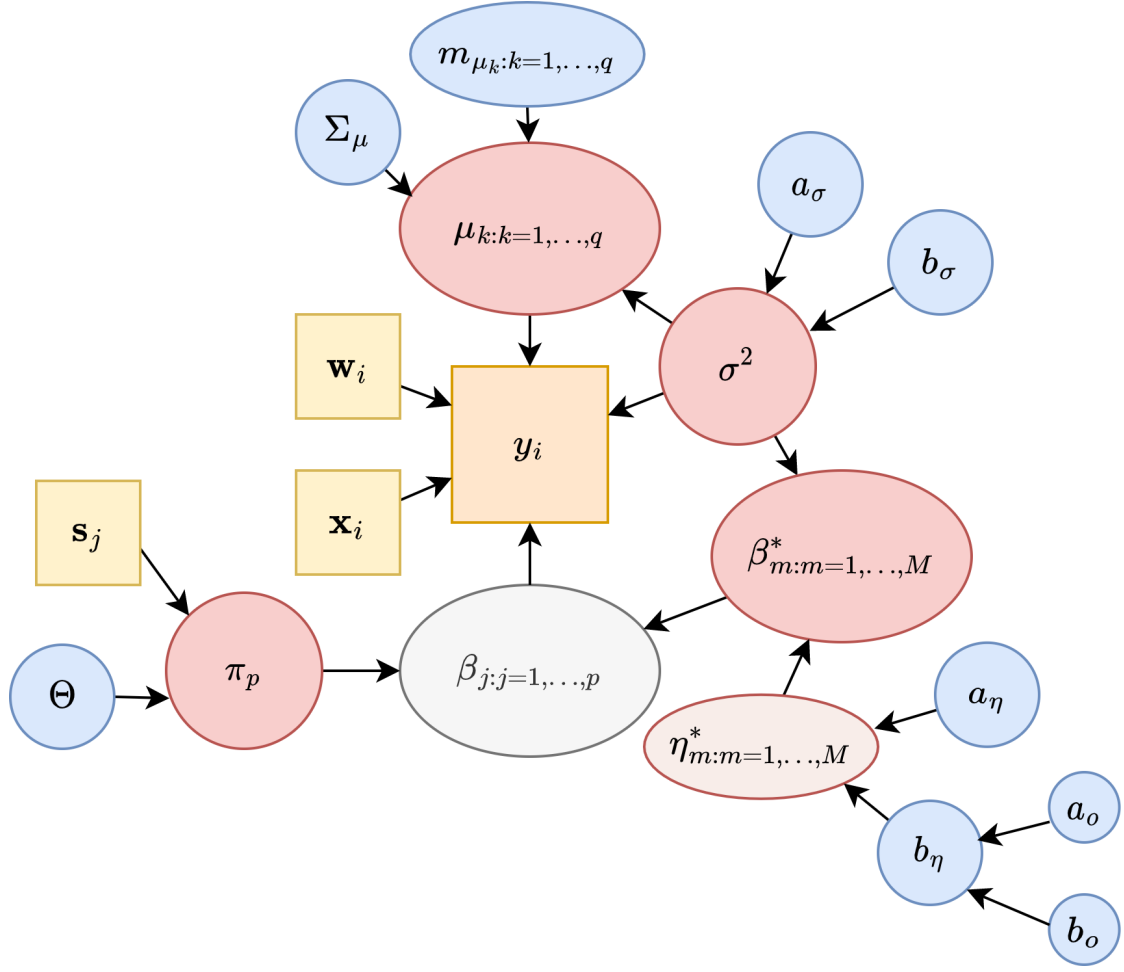 m_{μ_k:k=1,…,q}
Σ_μ
a_σ
μ_{k:k=1,…,q}
b_σ
w_i
σ²
y_i
x_i
s_j
β*_{m:m=1,…,M}
π_p
β_{j:j=1,…,p}
Θ
a_η
η*_{m:m=1,…,M}
a_o
b_η
b_o